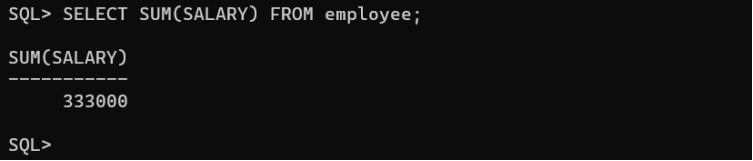 SQL> SELECT SUM(SALARY) FROM employee;
SUM(SALARY)
-----------
333000
SQL>